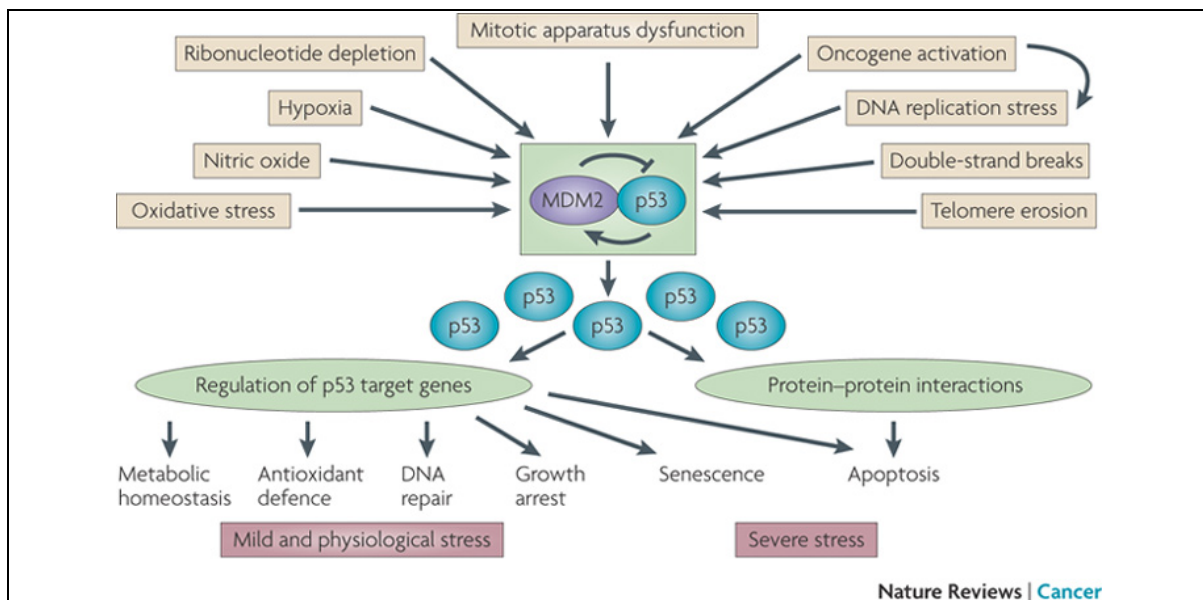 Mitotic apparatus dysfunction
Ribonucleotide depletion
Oncogene activation
Hypoxia
DNA replication stress
Nitric oxide
Double-strand breaks
MDM2
p53
Oxidative stress
Telomere erosion
p53
p53
p53
p53
p53
Regulation of p53 target genes
Protein–protein interactions
Metabolic
homeostasis
Antioxidant
defence
DNA
repair
Growth
arrest
Senescence
Apoptosis
Mild and physiological stress
Severe stress
Nature Reviews | Cancer